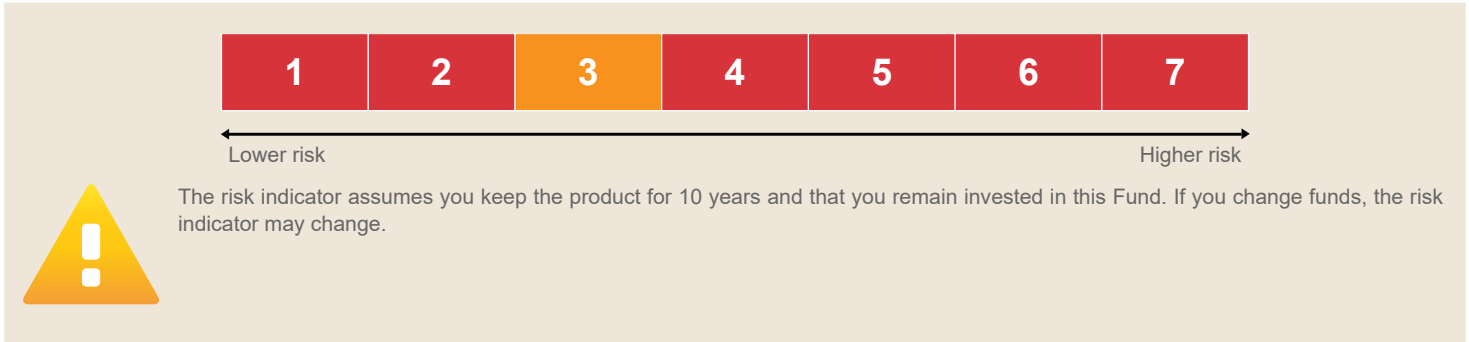 1 2 3 4 5 6 7
Lower risk Higher risk
The risk indicator assumes you keep the product for 10 years and that you remain invested in this Fund. If you change funds, the risk
indicator may change.